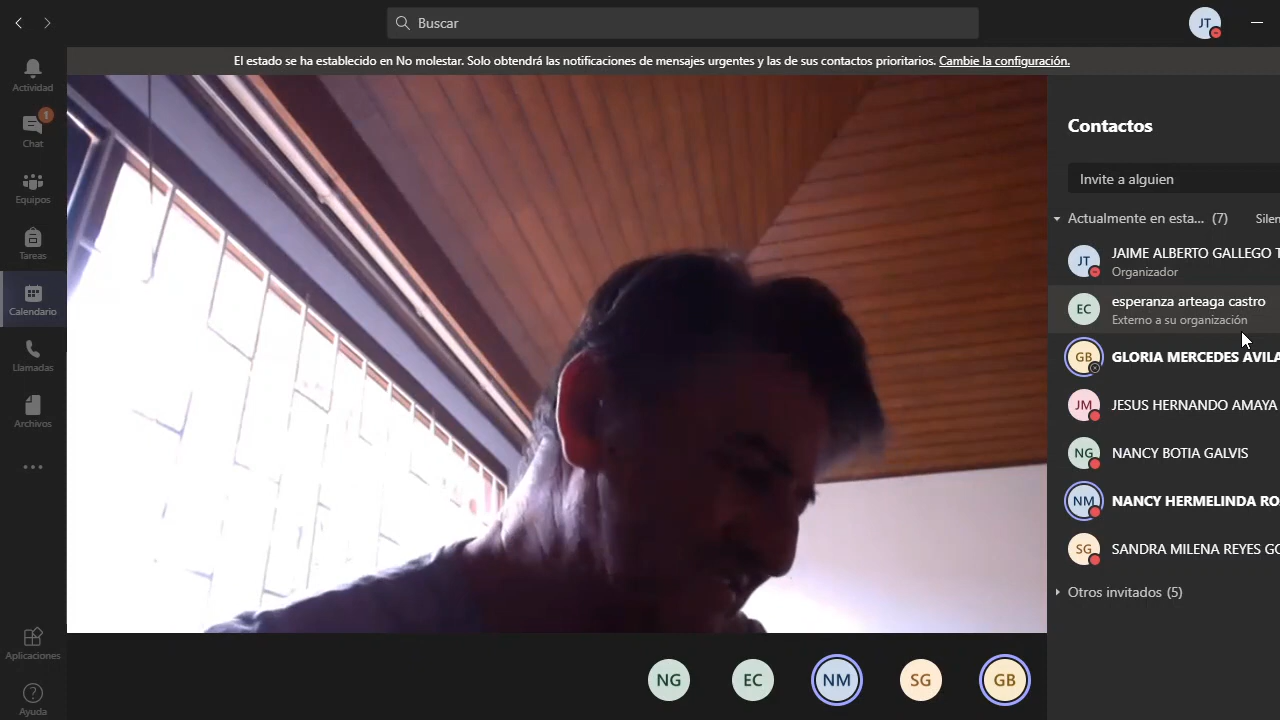 Buscar
JT
El estado se ha establecido en No molestar. Solo obtendrá las notificaciones de mensajes urgentes y las de sus contactos prioritarios. Cambie la configuración.
Actividad
1
Chat
Equipos
Tareas
Calendario
Llamadas
Archivos
Aplicaciones
Ayuda
Contactos
Invite a alguien
Actualmente en esta... (7) Silen
JT JAIME ALBERTO GALLEGO T
Organizador
EC esperanza arteaga castro
Externo a su organización
GB GLORIA MERCEDES AVILA
JM JESUS HERNANDO AMAYA
NG NANCY BOTIA GALVIS
NM NANCY HERMELINDA RO
SG SANDRA MILENA REYES GO
Otros invitados (5)
NG EC NM SG GB